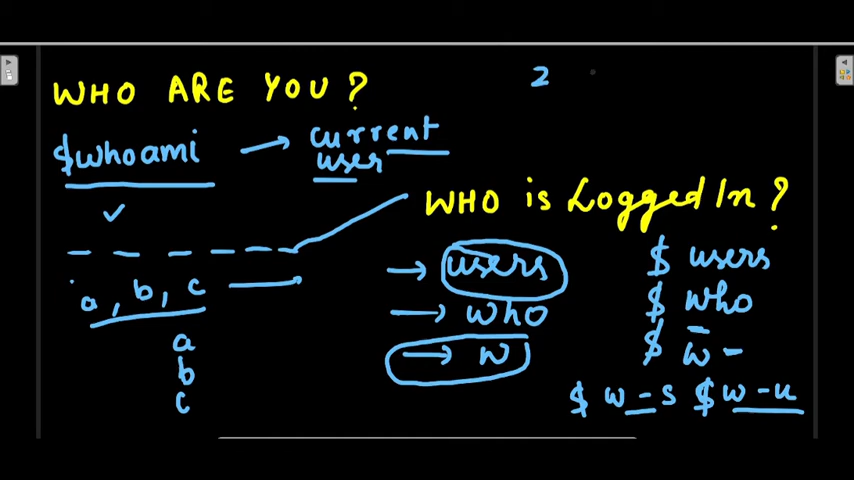 2
WHO ARE YOU?
$whoami → current
user
✓
WHO is Logged In?
a, b, c
→ users
→ who
→ w
$ users
$ who
$ w -
$ w -s $ w -u
a
b
c